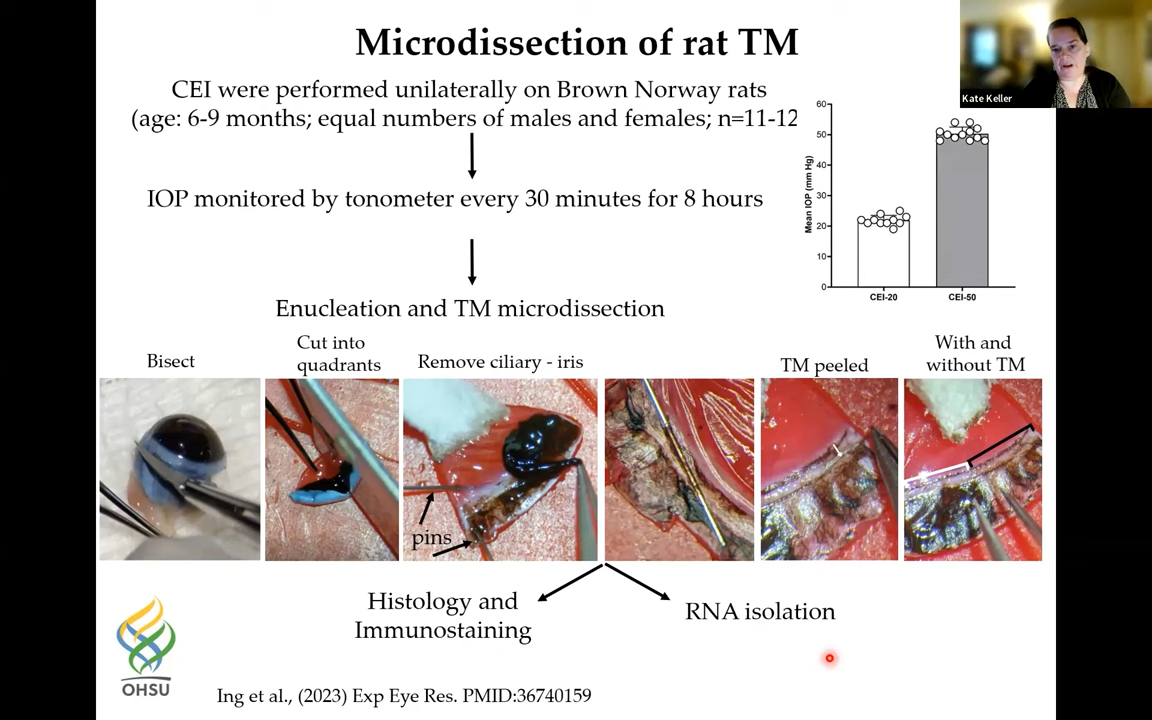 Microdissection of rat TM
Kate Keller
CEI were performed unilaterally on Brown Norway rats
(age: 6-9 months; equal numbers of males and females; n=11-12
IOP monitored by tonometer every 30 minutes for 8 hours
Enucleation and TM microdissection
Mean IOP (mm Hg)
60
50
40
30
20
10
0
CEI-20
CEI-50
Bisect
Cut into
quadrants
Remove ciliary - iris
TM peeled
With and
without TM
pins
Histology and
Immunostaining
RNA isolation
OHSU
Ing et al., (2023) Exp Eye Res. PMID:36740159